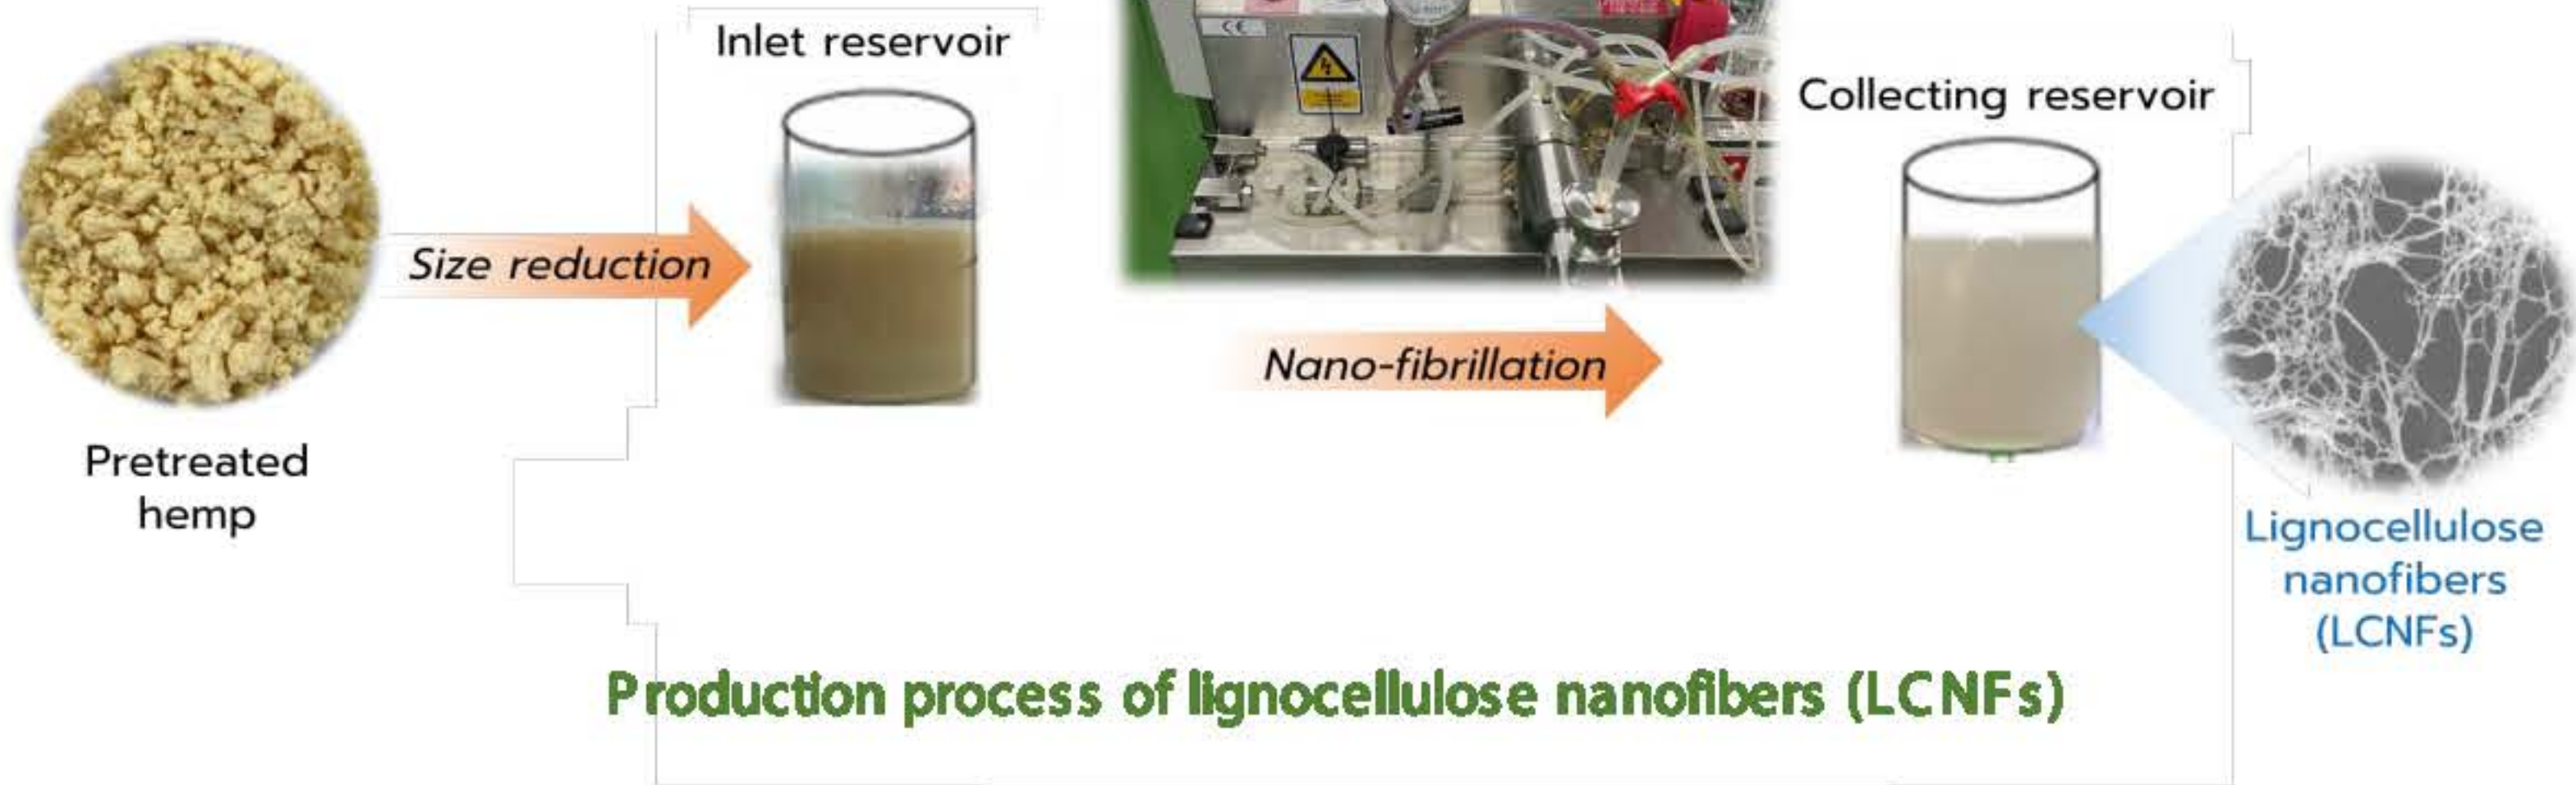 Inlet reservoir
CE
Collecting reservoir
Size reduction
Nano-fibrillation
Pretreated
hemp
Lignocellulose
nanofibers
(LCNFs)
Production process of lignocellulose nanofibers (LCNFs)